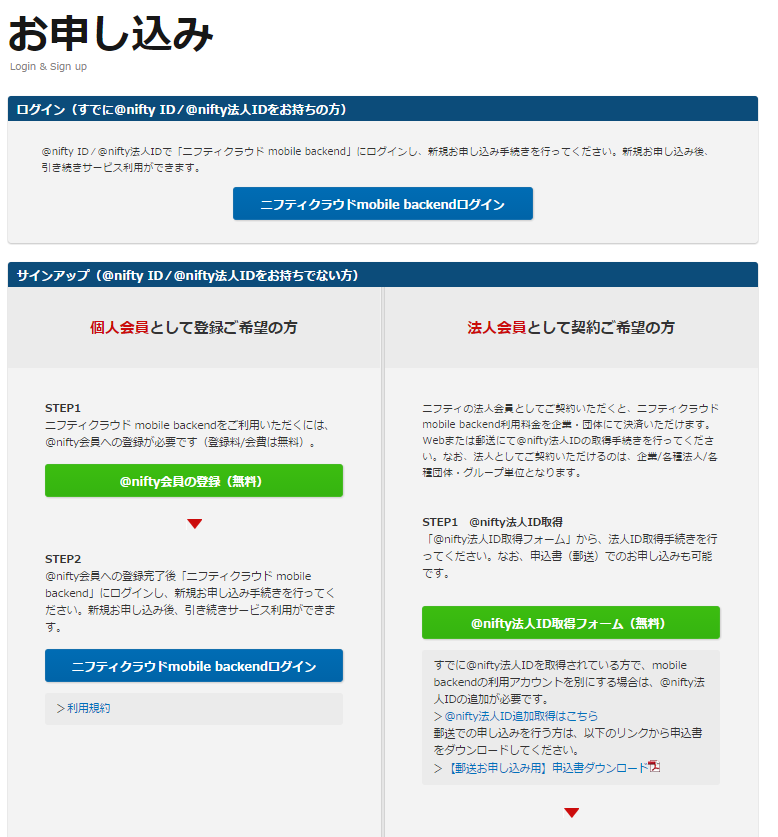 お申し込み
Login & Sign up
ログイン（すでに@nifty ID／@nifty法人IDをお持ちの方）
@nifty ID／@nifty法人IDで「ニフティクラウド mobile backend」にログインし、新規お申し込み手続きを行ってください。新規お申し込み後、
引き続きサービス利用ができます。
ニフティクラウドmobile backendログイン
サインアップ（@nifty ID／@nifty法人IDをお持ちでない方）
個人会員として登録ご希望の方
STEP1
ニフティクラウド mobile backendをご利用いただくには、
@nifty会員への登録が必要です（登録料/会費は無料）。
@nifty会員の登録（無料）
STEP2
@nifty会員への登録完了後「ニフティクラウド mobile
backend」にログインし、新規お申し込み手続きを行ってくだ
さい。新規お申し込み後、引き続きサービス利用ができま
す。
ニフティクラウドmobile backendログイン
＞利用規約
法人会員として契約ご希望の方
ニフティの法人会員としてご契約いただくと、ニフティクラウド
mobile backend利用料金を企業・団体にて決済いただけます。
Webまたは郵送にて@nifty法人IDの取得手続きを行ってくださ
い。なお、法人としてご契約いただけるのは、企業/各種法人/各
種団体・グループ単位となります。
STEP1　@nifty法人ID取得
「@nifty法人ID取得フォーム」から、法人ID取得手続きを行
ってください。なお、申込書（郵送）でのお申し込みも可能
です。
@nifty法人ID取得フォーム（無料）
すでに@nifty法人IDを取得されている方で、mobile
backendの利用アカウントを別にする場合は、@nifty法
人IDの追加が必要です。
＞@nifty法人ID追加取得はこちら
郵送での申し込みを行う方は、以下のリンクから申込書
をダウンロードしてください。
＞【郵送お申し込み用】申込書ダウンロード